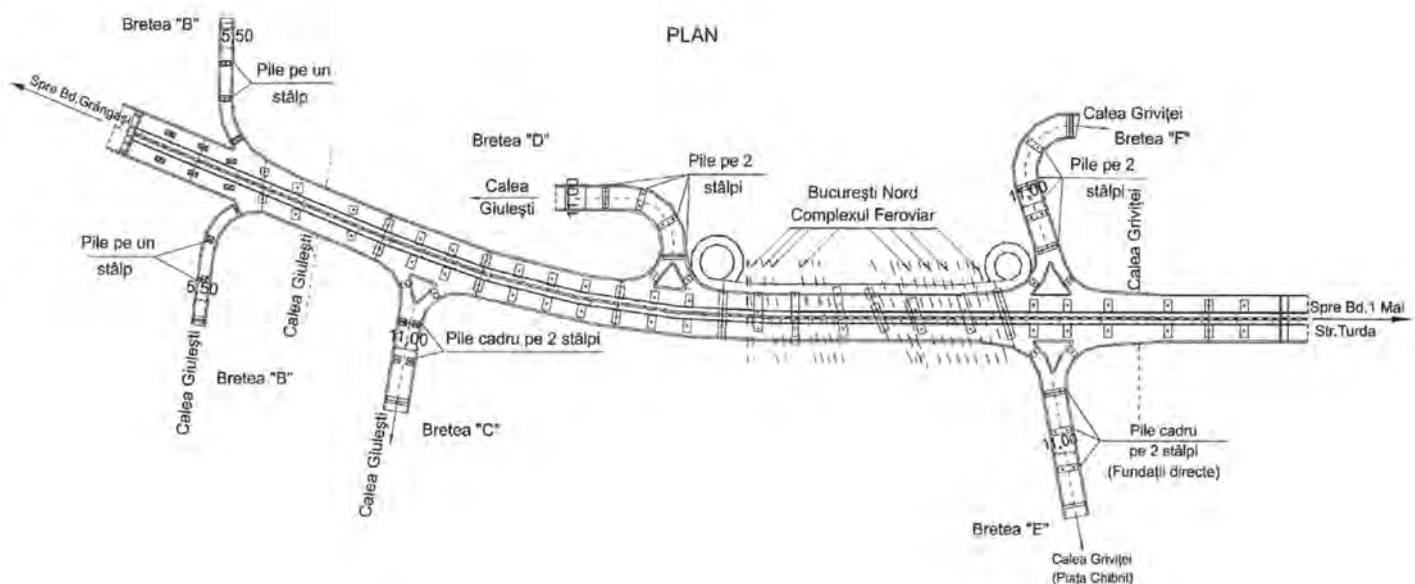 PLAN
Bretea "B"
5,50
Pile pe un
stâlp
Spre Bd.Grângaşi
Bretea "D"
Calea
Giuleşti
11,00
Pile pe 2
stâlpi
Bucureşti Nord
Complexul Feroviar
Calea Griviţei
Bretea "F"
Pile pe 2
stâlpi
11,00
Calea Griviţei
Pile pe un
stâlp
5,50
Calea Giuleşti
Calea Giuleşti
Bretea "B"
11,00
Pile cadru pe 2 stâlpi
Calea Giuleşti
Bretea "C"
Spre Bd.1 Mai
Str.Turda
11,00
Pile cadru
pe 2 stâlpi
(Fundaţii directe)
Bretea "E"
Calea Griviţei
(Piaţa Chibrit)